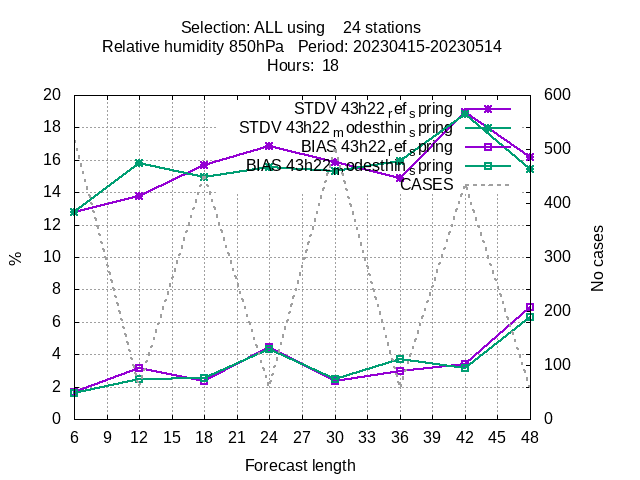 Selection: ALL using    24 stations
Relative humidity 850hPa   Period: 20230415-20230514
Hours:  18
STDV 43h22_ref_spring
STDV 43h22_modesthin_spring
BIAS 43h22_ref_spring
BIAS 43h22_modesthin_spring
CASES
20
18
16
14
12
10
8
6
4
2
0
%
600
500
400
300
200
100
0
No cases
6 9 12 15 18 21 24 27 30 33 36 39 42 45 48
Forecast length